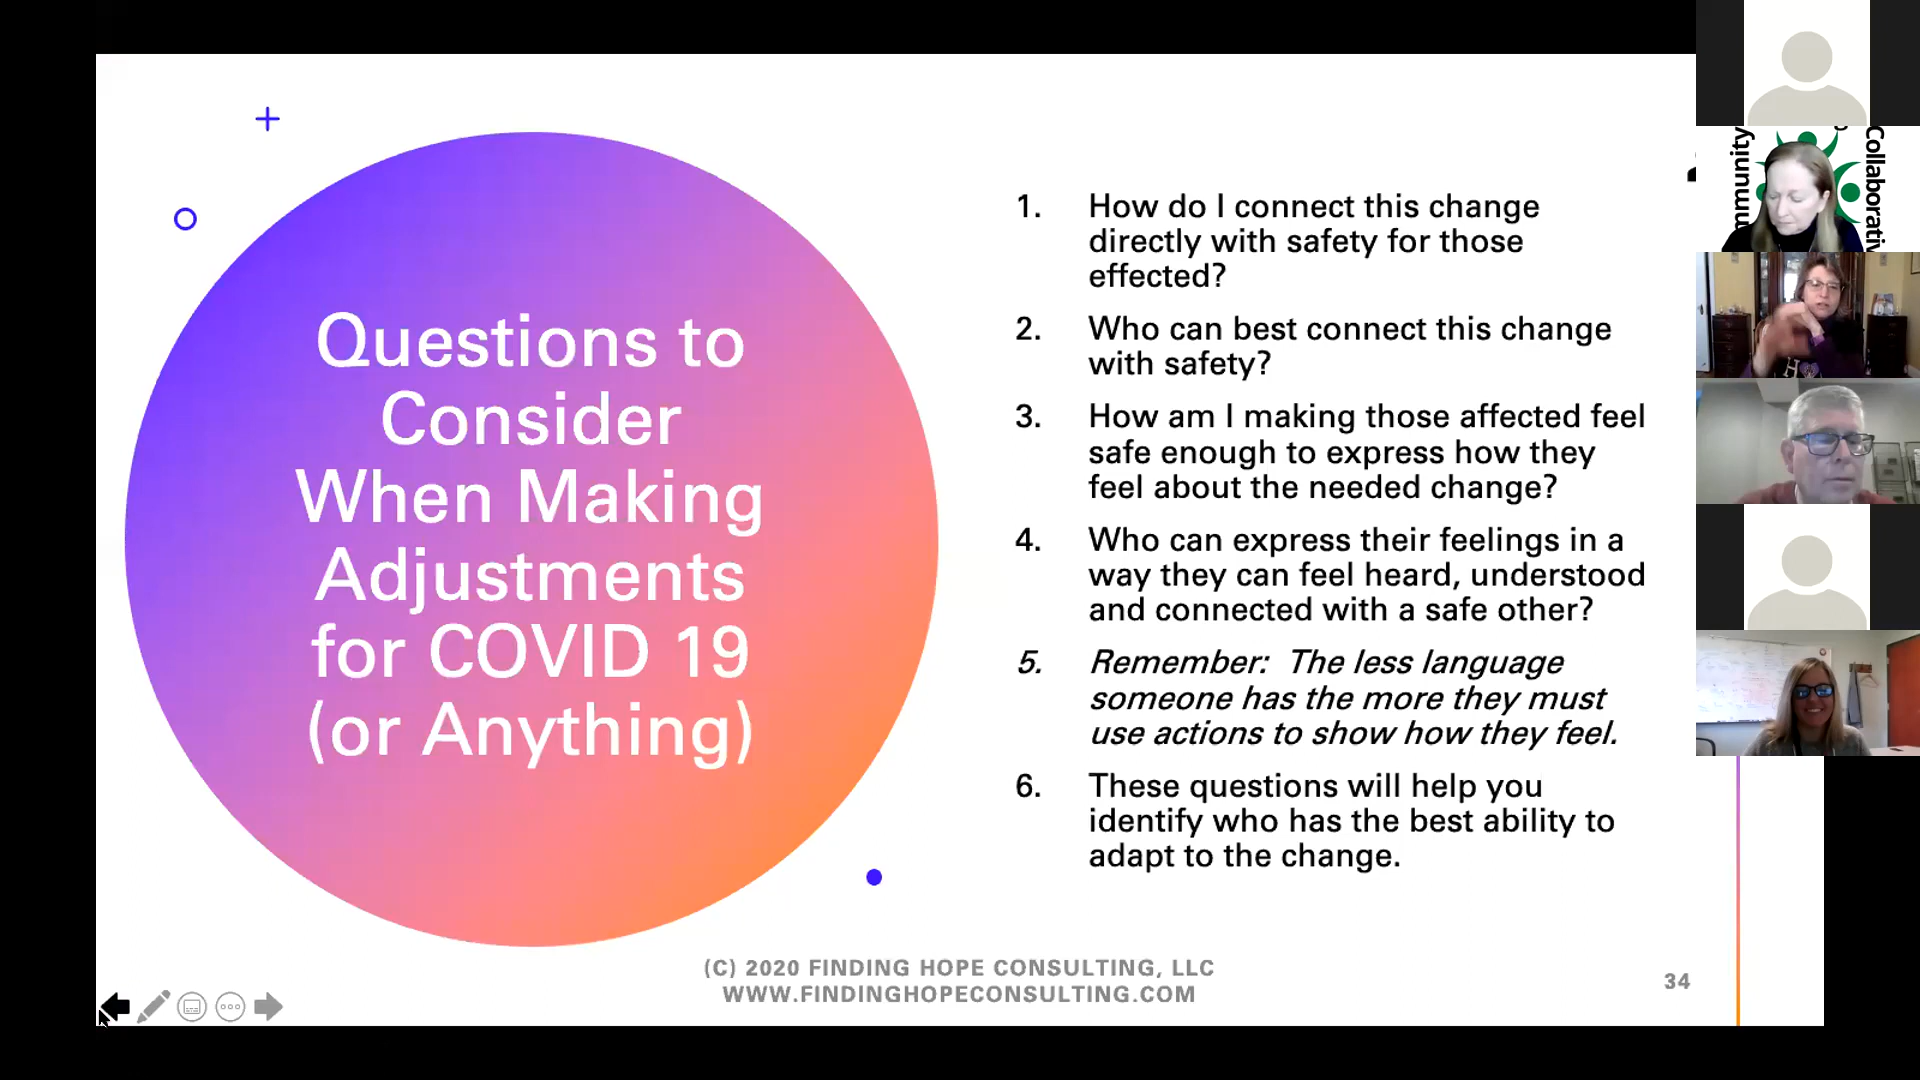 Questions to
Consider
When Making
Adjustments
for COVID 19
(or Anything)
1. How do I connect this change
directly with safety for those
effected?
2. Who can best connect this change
with safety?
3. How am I making those affected feel
safe enough to express how they
feel about the needed change?
4. Who can express their feelings in a
way they can feel heard, understood
and connected with a safe other?
5. Remember: The less language
someone has the more they must
use actions to show how they feel.
6. These questions will help you
identify who has the best ability to
adapt to the change.
(C) 2020 FINDING HOPE CONSULTING, LLC
WWW.FINDINGHOPECONSULTING.COM
34
mmunity
Collaborativ